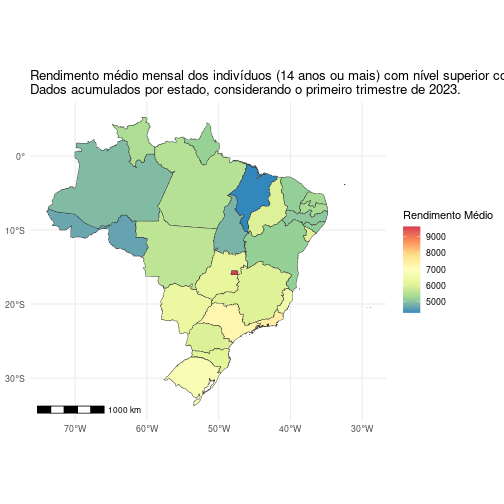 Rendimento médio mensal dos indivíduos (14 anos ou mais) com nível superior
Dados acumulados por estado, considerando o primeiro trimestre de 2023.
0°
10°S
20°S
30°S
70°W
60°W
50°W
40°W
30°W
1000 km
Rendimento Médio
9000
8000
7000
6000
5000